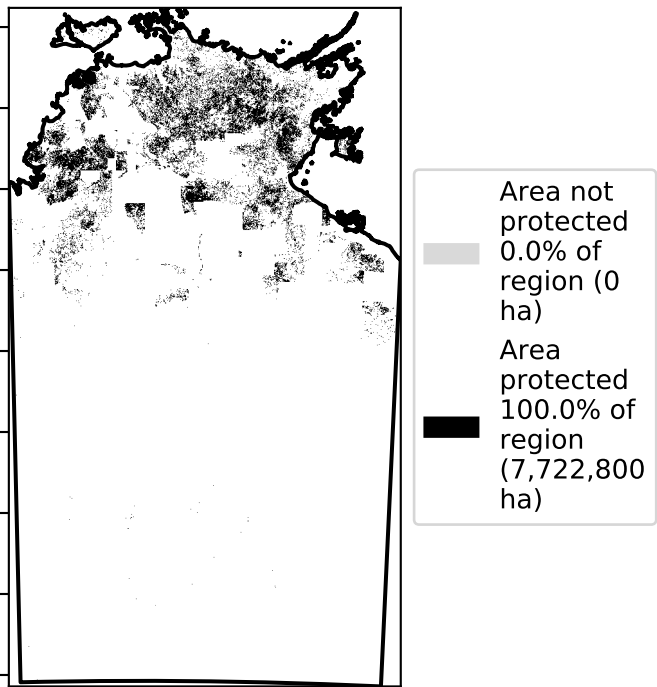 Area not
protected
0.0% of
region (0
ha)
Area
protected
100.0% of
region
(7,722,800
ha)